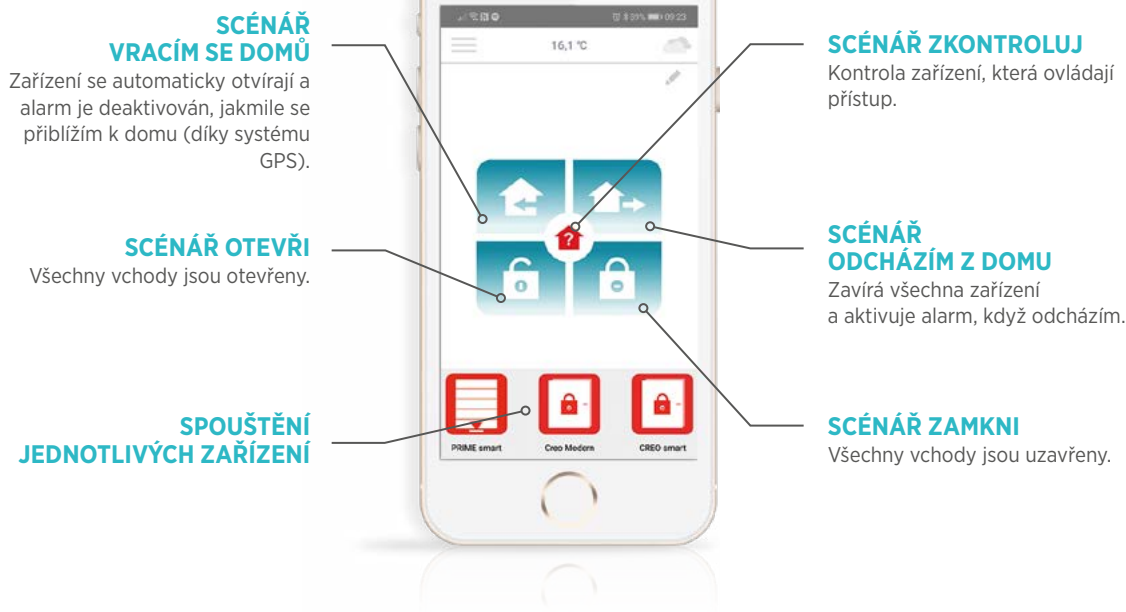 SCÉNÁŘ
VRACÍM SE DOMŮ
Zařízení se automaticky otvírají a
alarm je deaktivován, jakmile se
přiblížím k domu (díky systému
GPS).
SCÉNÁŘ OTEVŘI
Všechny vchody jsou otevřeny.
SPOUŠTĚNÍ
JEDNOTLIVÝCH ZAŘÍZENÍ
09:23
16,1 °C
?
PRIME smart
Creo Modern
CREO smart
SCÉNÁŘ ZKONTROLUJ
Kontrola zařízení, která ovládají
přístup.
SCÉNÁŘ
ODCHÁZÍM Z DOMU
Zavírá všechna zařízení
a aktivuje alarm, když odcházím.
SCÉNÁŘ ZAMKNI
Všechny vchody jsou uzavřeny.